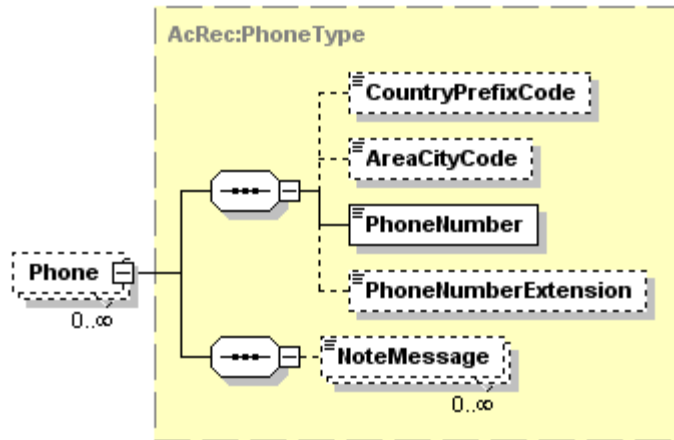 AcRec:PhoneType
CountryPrefixCode
AreaCityCode
PhoneNumber
Phone
0..∞
PhoneNumberExtension
NoteMessage
0..∞